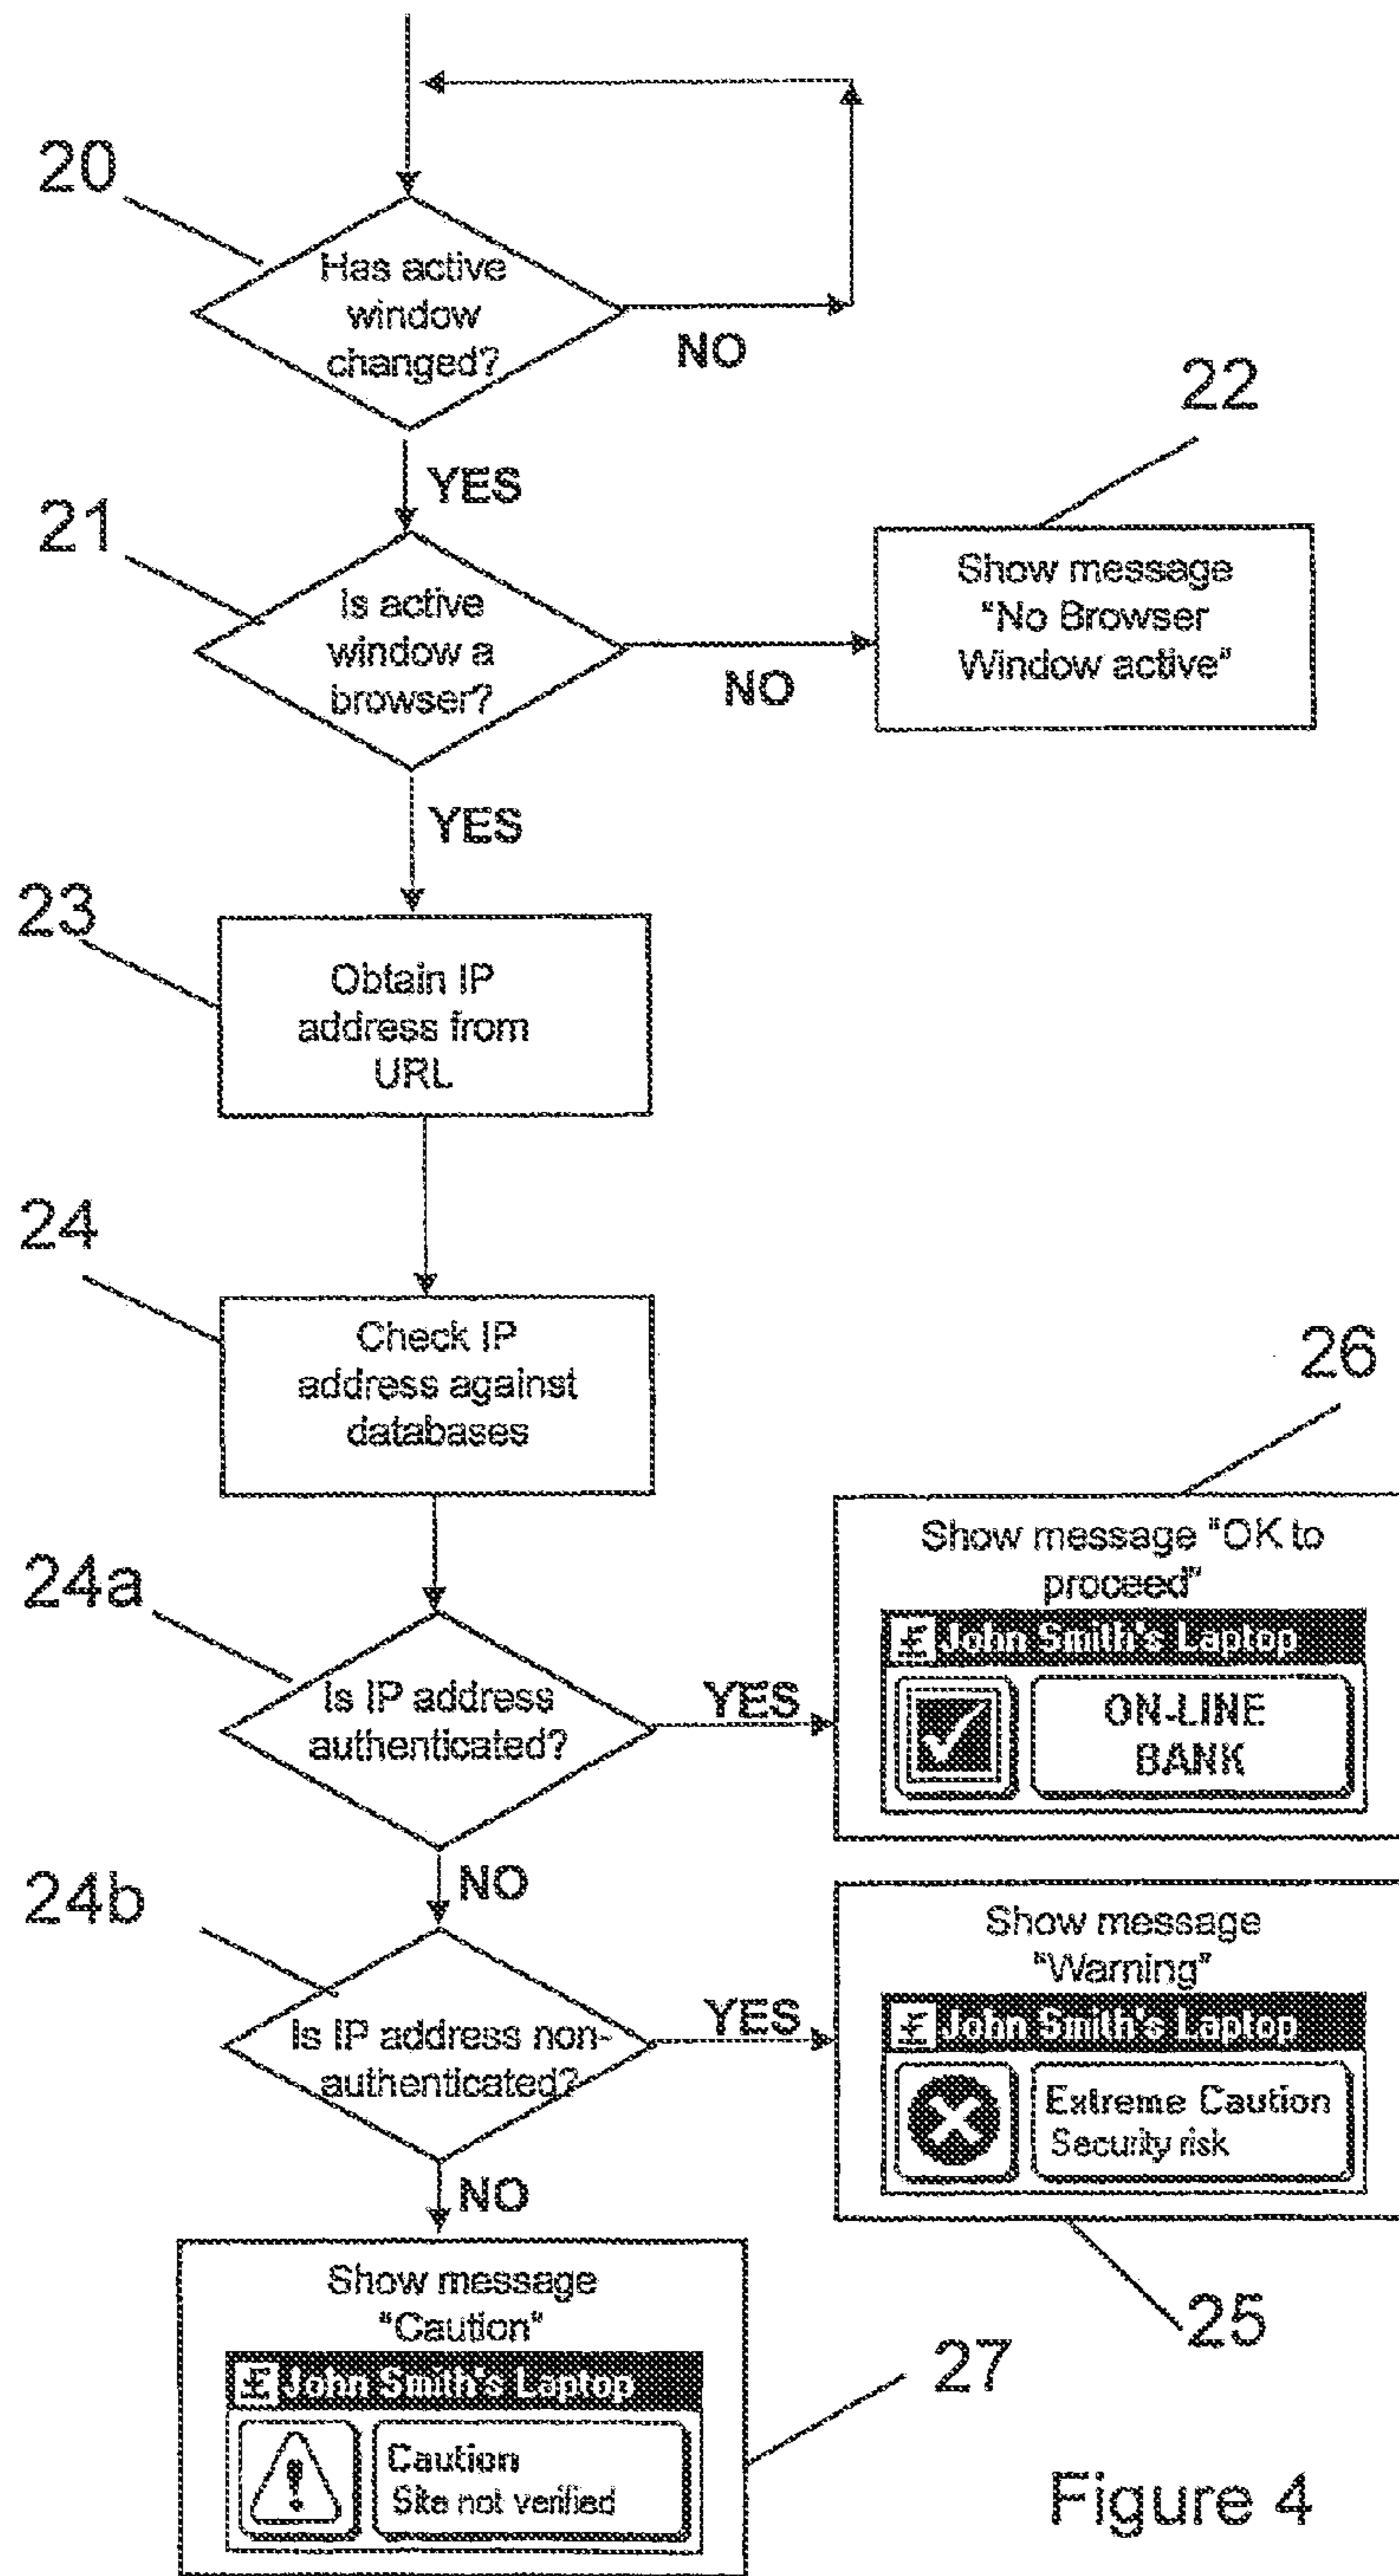 20
Has active
window
changed?
NO
YES
22
21
Is active
window a
browser?
NO
Show message
"No Browser
Window active"
YES
23
Obtain IP
address from
URL
24
Check IP
address against
databases
26
Show message "OK to
proceed"
John Smith's Laptop
ON-LINE
BANK
24a
Is IP address
authenticated?
YES
NO
24b
Is IP address non-
authenticated?
YES
Show message
"Warning"
John Smith's Laptop
Extreme Caution
Security risk
25
NO
Show message
"Caution"
John Smith's Laptop
Caution
Site not verified
27
Figure 4